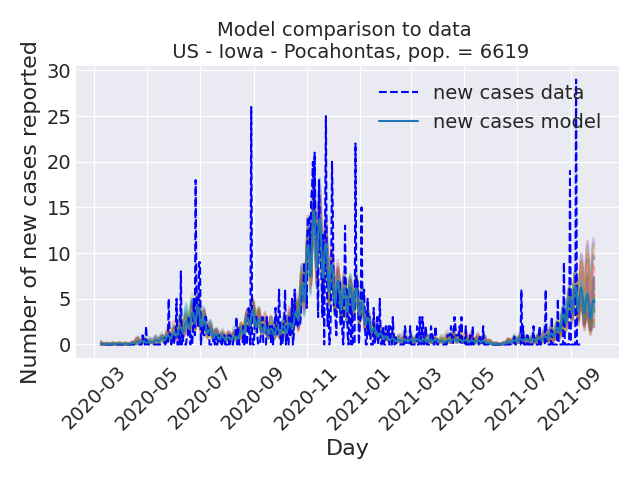 Model comparison to data
US - Iowa - Pocahontas, pop. = 6619
Number of new cases reported
30
25
20
15
10
5
0
new cases data
new cases model
2020-03
2020-05
2020-07
2020-09
2020-11
2021-01
2021-03
2021-05
2021-07
2021-09
Day